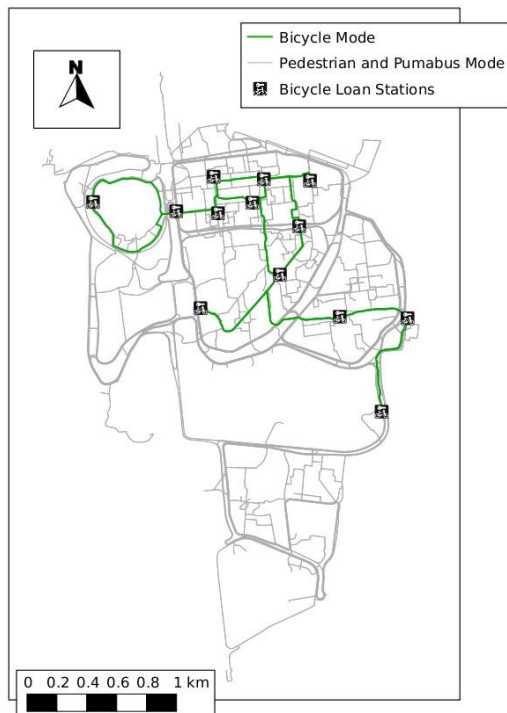 Bicycle Mode
Pedestrian and Pumabus Mode
Bicycle Loan Stations
N
0 0.2 0.4 0.6 0.8 1 km